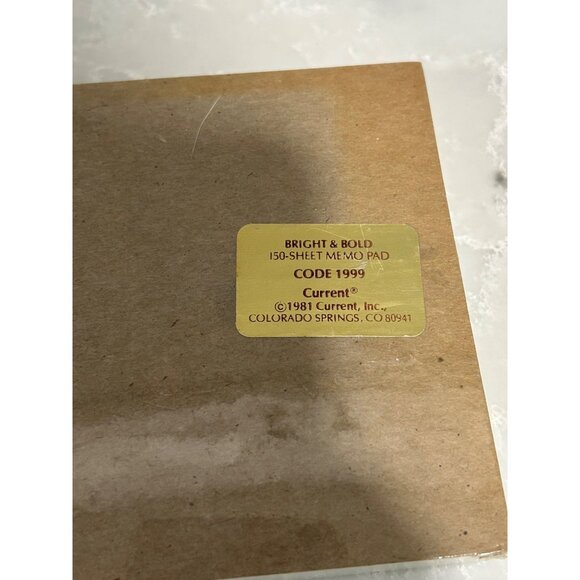 BRIGHT & BOLD
150-SHEET MEMO PAD
CODE 1999
Current®
©1981 Current, Inc.,
COLORADO SPRINGS, CO 80941